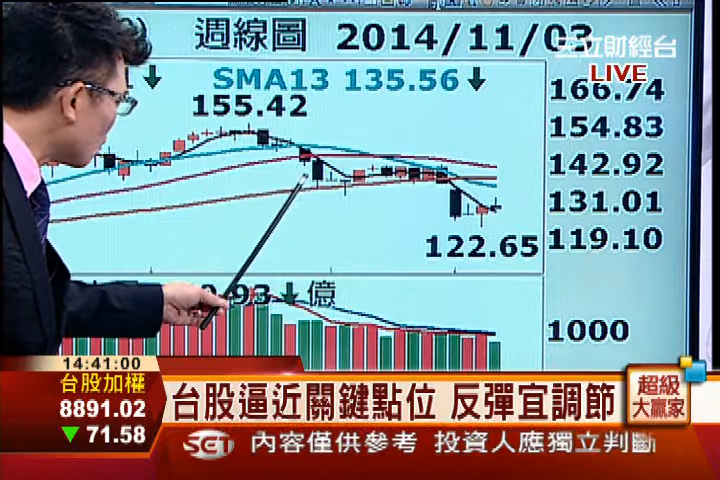 週線圖 2014/11/03
三立財經台
LIVE
SMA13 135.56↓
155.42
166.74
154.83
142.92
131.01
119.10
122.65
0.93↓億
1000
14:41:00
台股加權
8891.02
▼71.58
台股逼近關鍵點位 反彈宜調節
超級
大贏家
SET 內容僅供參考 投資人應獨立判斷